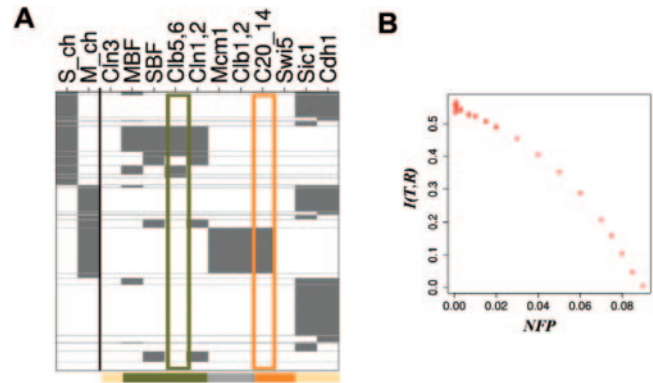 A
S_ch M_ch Cln3 MBF SBF Clb5,6 Cln1,2 Mcm1 Clb1,2 C20_14 Swi5 Sic1 Cdh1
B
0.5
0.4
0.3
0.2
0.1
0.0
I(T,R)
0.00 0.02 0.04 0.06 0.08
NFP